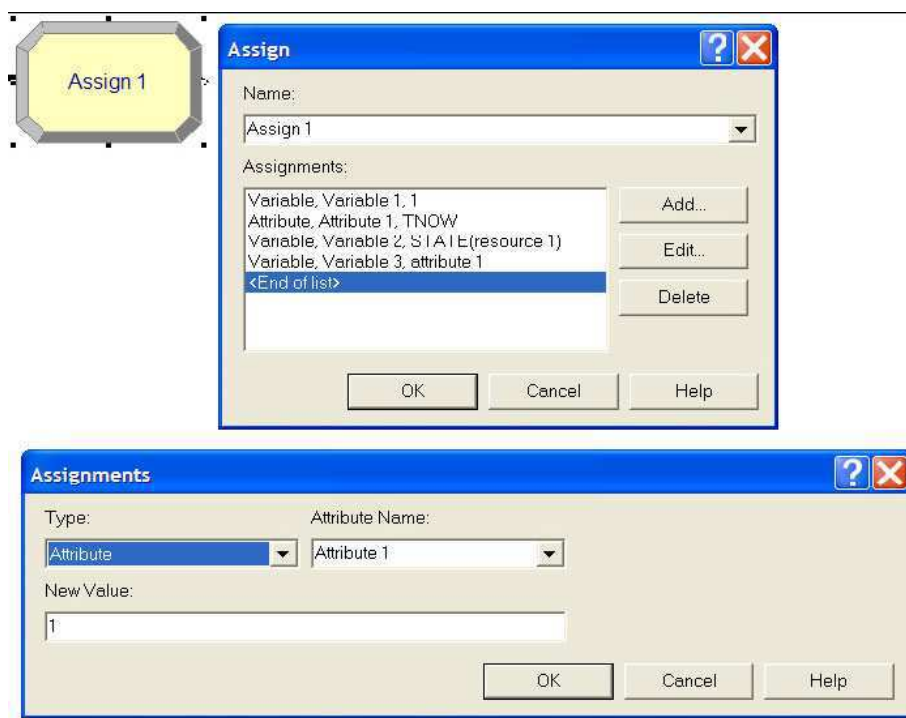 Assign 1
Assign
Name:
Assign 1
Assignments:
Variable, Variable 1, 1
Attribute, Attribute 1, TNOW
Variable, Variable 2, STATE(resource 1)
Variable, Variable 3, attribute 1
<End of list>
Add...
Edit...
Delete
OK
Cancel
Help
Assignments
Type:
Attribute Name:
Attribute
Attribute 1
New Value:
1
OK
Cancel
Help